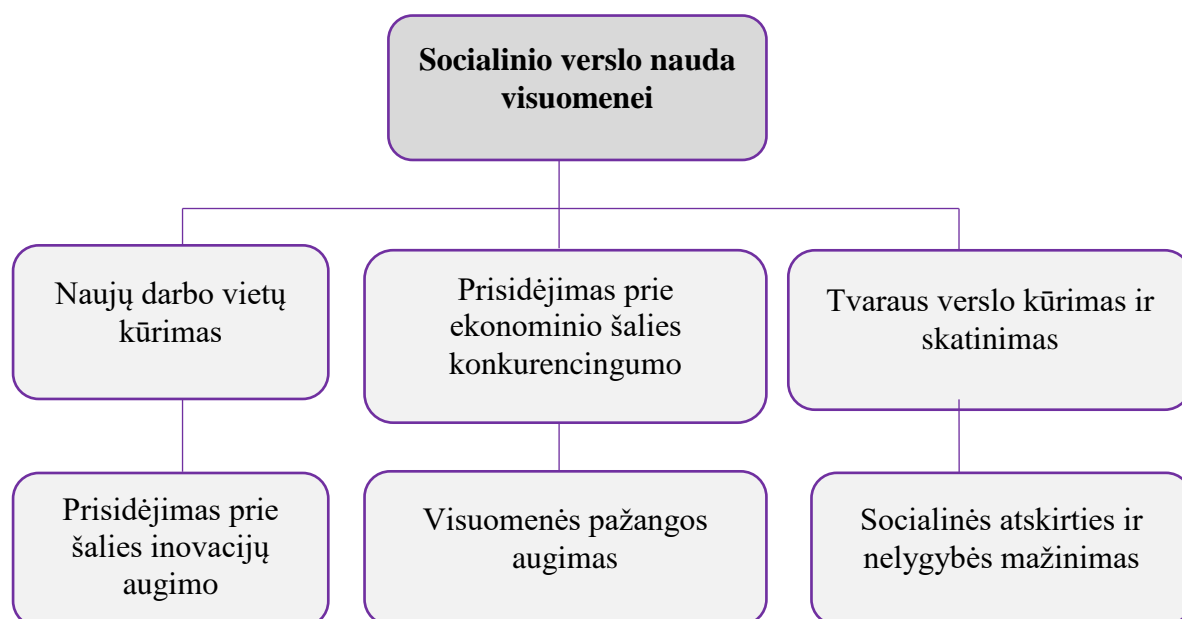 Socialinio verslo nauda
visuomenei
Naujų darbo vietų
kūrimas
Prisidėjimas prie
ekonominio šalies
konkurencingumo
Tvaraus verslo kūrimas ir
skatinimas
Prisidėjimas prie
šalies inovacijų
augimo
Visuomenės pažangos
augimas
Socialinės atskirties ir
nelygybės mažinimas